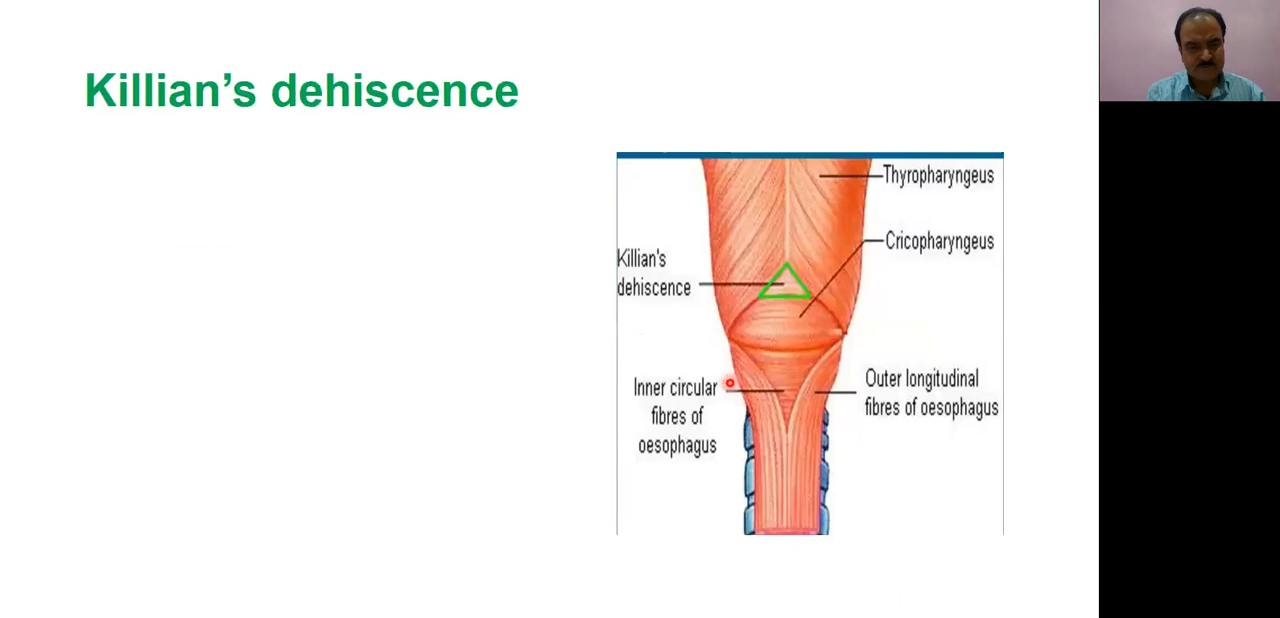 Killian’s dehiscence
Thyropharyngeus
Cricopharyngeus
Killian's
dehiscence
Inner circular
fibres of
oesophagus
Outer longitudinal
fibres of oesophagus